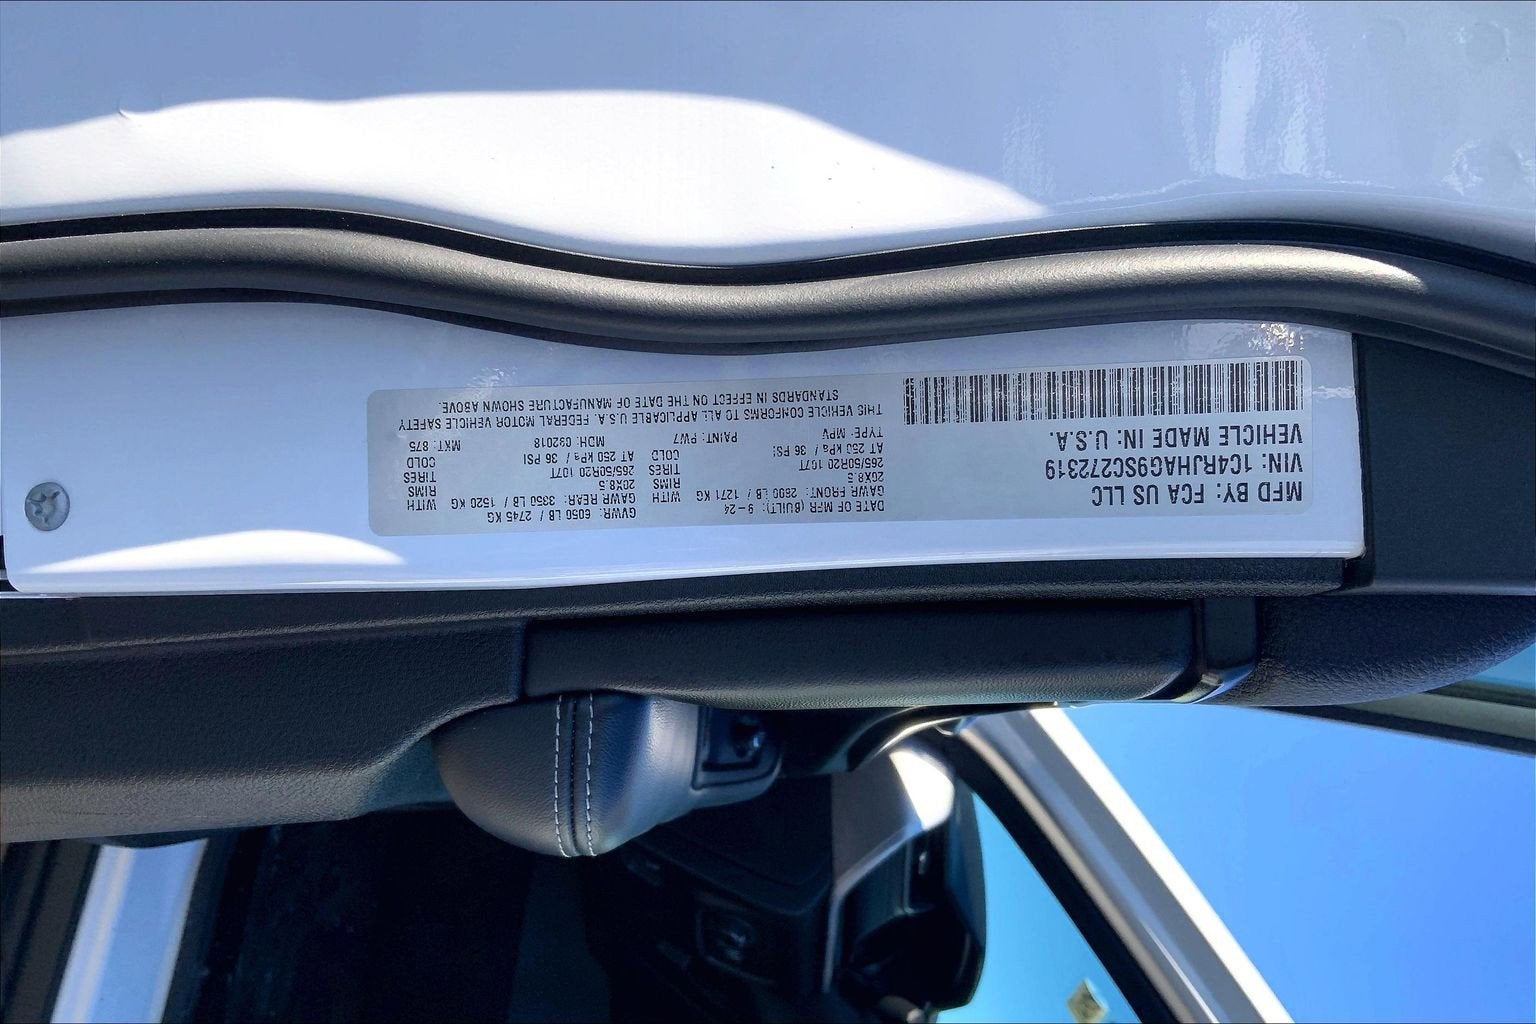 MFD BY: FCA US LLC
VIN: 1C4RJHAG9SC272319
VEHICLE MADE IN: U.S.A.
DATE OF MFR (BUILT): 9-24
GVWR: 6050 LB / 2745 KG
GAWR FRONT: 2800 LB / 1271 KG WITH
GAWR REAR: 3350 LB / 1520 KG WITH
20X8.5 RIMS
20X8.5 RIMS
265/50R20 107T TIRES
265/50R20 107T TIRES
AT 250 kPa / 36 PSI COLD
AT 250 kPa / 36 PSI COLD
TYPE: MPV PAINT: PW7 MDH: 092018 MKT: 875
THIS VEHICLE CONFORMS TO ALL APPLICABLE U.S.A. FEDERAL MOTOR VEHICLE SAFETY
STANDARDS IN EFFECT ON THE DATE OF MANUFACTURE SHOWN ABOVE.